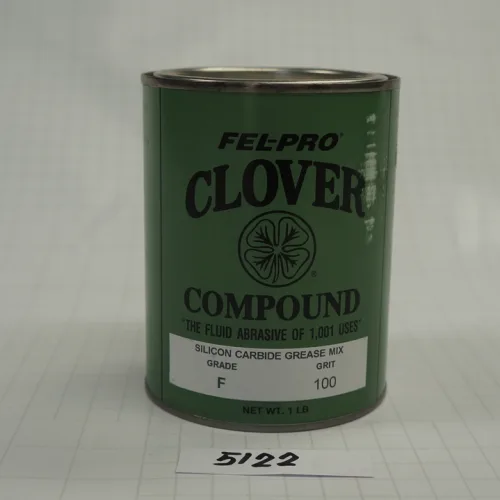 FEL-PRO®
CLOVER
®
COMPOUND
"THE FLUID ABRASIVE OF 1,001 USES"
SILICON CARBIDE GREASE MIX
GRADE GRIT
F 100
NET WT. 1 LB
5122